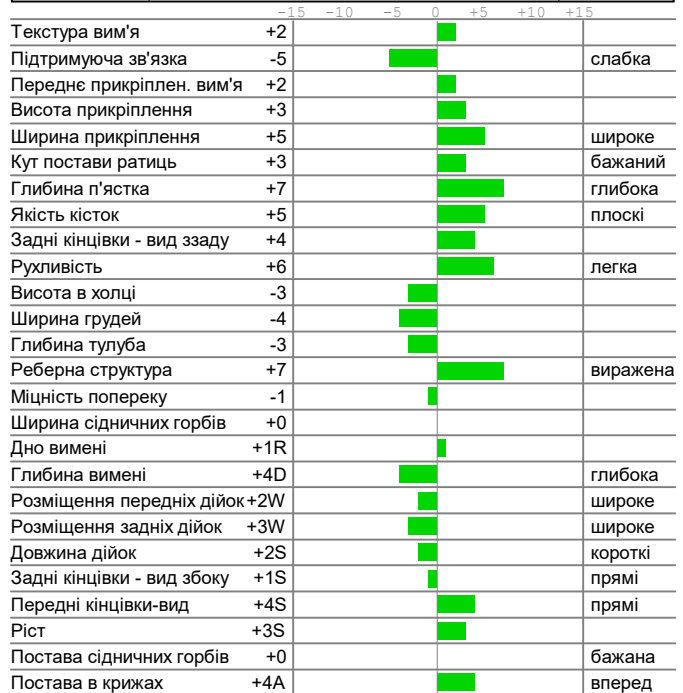 -15 -10 -5 0 +5 +10 +15
Текстура вим'я +2
Підтримуюча зв'язка -5 слабка
Переднє прикріплен. вим'я +2
Висота прикріплення +3
Ширина прикріплення +5 широке
Кут постави ратиць +3 бажаний
Глибина п'ястка +7 глибока
Якість кісток +5 плоскі
Задні кінцівки - вид ззаду +4
Рухливість +6 легка
Висота в холці -3
Ширина грудей -4
Глибина тулуба -3
Реберна структура +7 виражена
Міцність попереку -1
Ширина сідничних горбів +0
Дно вимені +1R
Глибина вимені +4D глибока
Розміщення передніх дійок +2W широке
Розміщення задніх дійок +3W широке
Довжина дійок +2S короткі
Задні кінцівки - вид збоку +1S прямі
Передні кінцівки-вид +4S прямі
Ріст +3S
Постава сідничних горбів +0 бажана
Постава в крижах +4A вперед